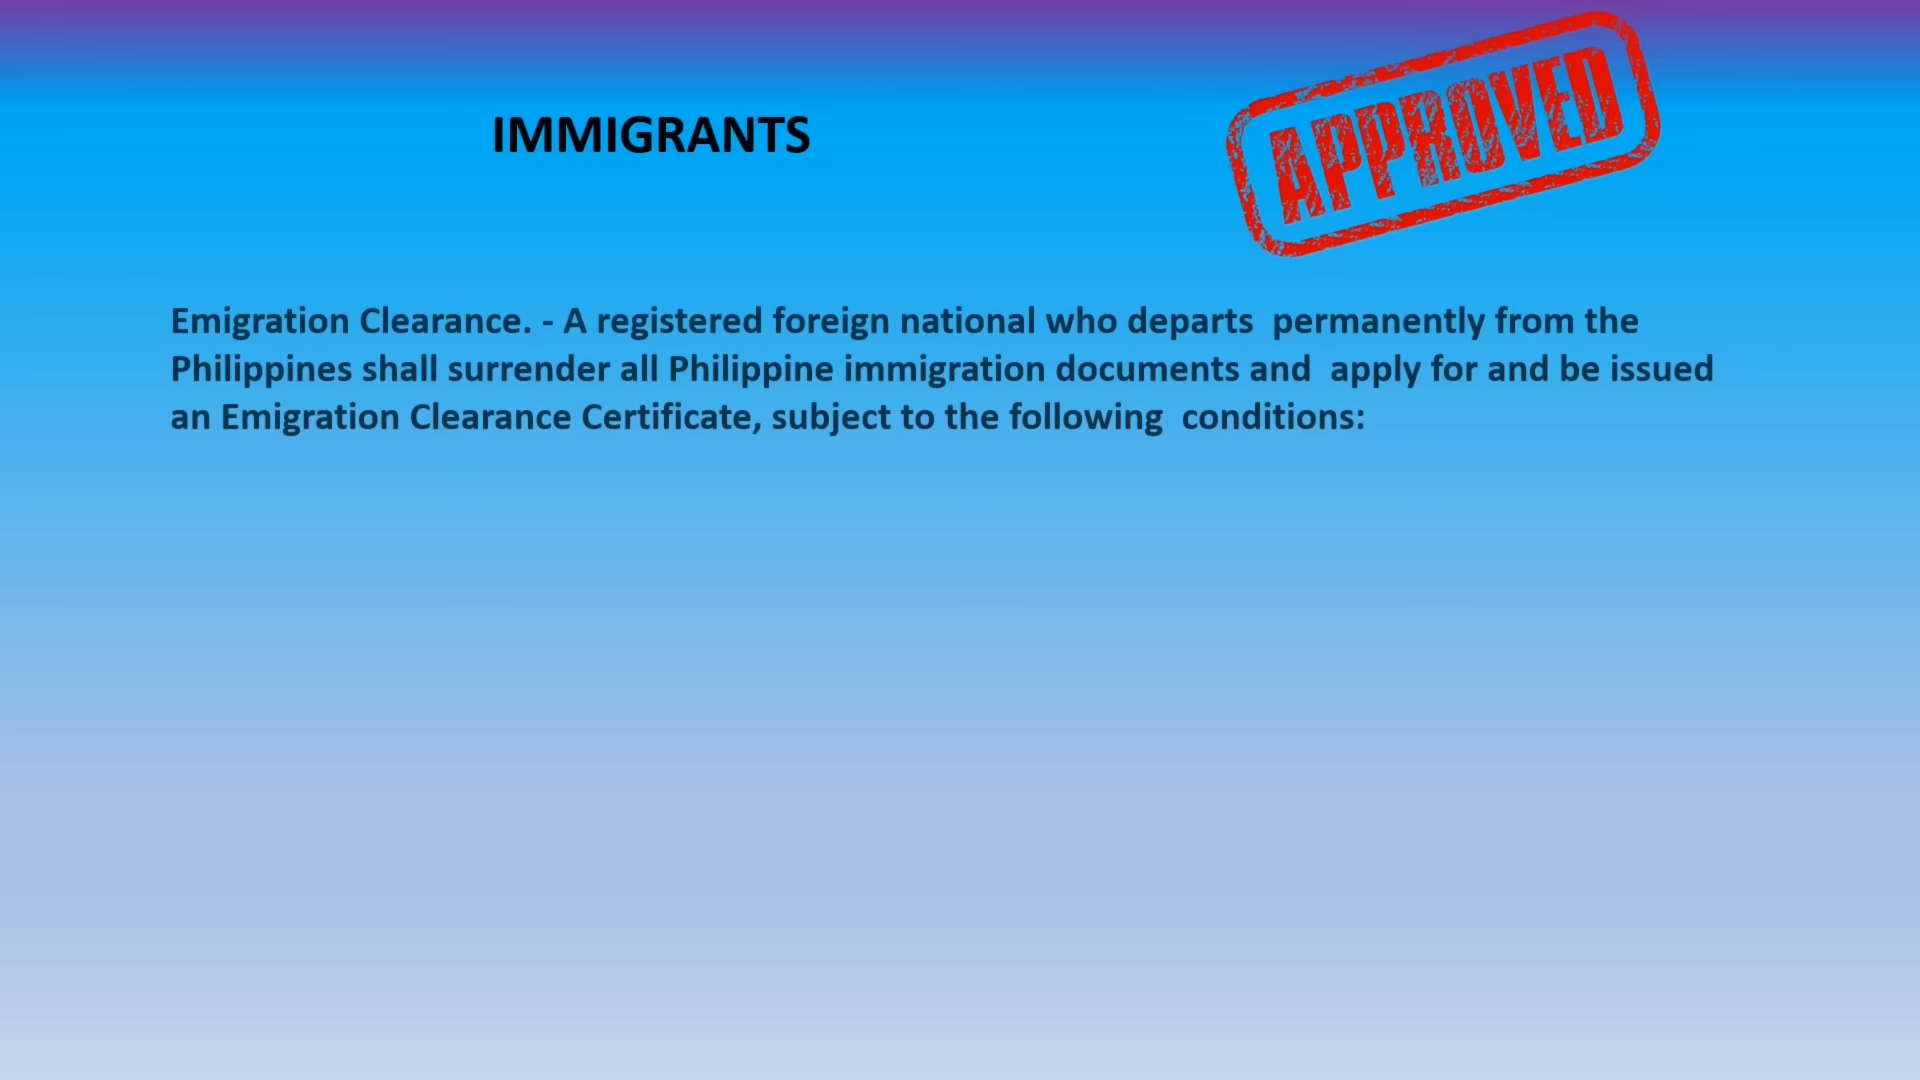 APPROVED
IMMIGRANTS
Emigration Clearance. - A registered foreign national who departs  permanently from the
Philippines shall surrender all Philippine immigration documents and  apply for and be issued
an Emigration Clearance Certificate, subject to the following  conditions: